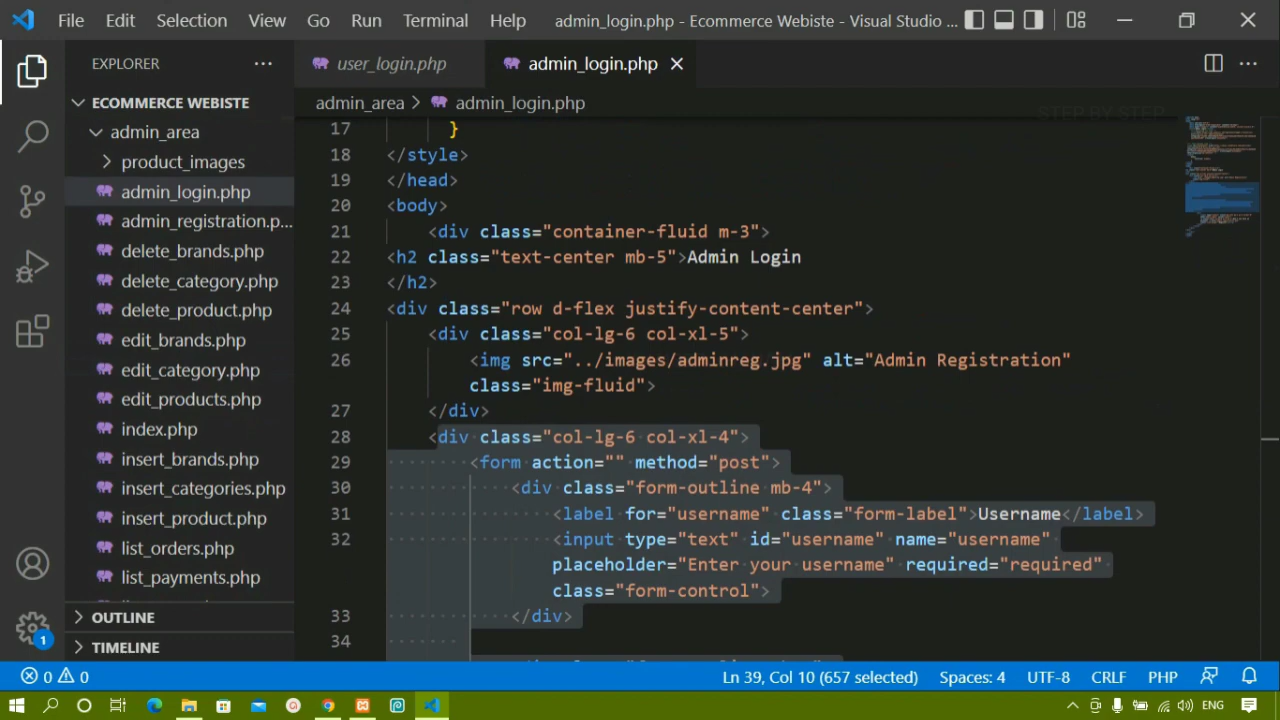 File Edit Selection View Go Run Terminal Help admin_login.php - Ecommerce Webiste - Visual Studio ...
EXPLORER
user_login.php
admin_login.php
ECOMMERCE WEBISTE
admin_area
product_images
admin_login.php
admin_registration.p...
delete_brands.php
delete_category.php
delete_product.php
edit_brands.php
edit_category.php
edit_products.php
index.php
insert_brands.php
insert_categories.php
insert_product.php
list_orders.php
list_payments.php
OUTLINE
TIMELINE
admin_area > admin_login.php
STEP BY STEP
17 }
18 </style>
19 </head>
20 <body>
21 <div class="container-fluid m-3">
22 <h2 class="text-center mb-5">Admin Login
23 </h2>
24 <div class="row d-flex justify-content-center">
25 <div class="col-lg-6 col-xl-5">
26 <img src="../images/adminreg.jpg" alt="Admin Registration"
class="img-fluid">
27 </div>
28 <div class="col-lg-6 col-xl-4">
29 <form action="" method="post">
30 <div class="form-outline mb-4">
31 <label for="username" class="form-label">Username</label>
32 <input type="text" id="username" name="username"
placeholder="Enter your username" required="required"
class="form-control">
33 </div>
34
1
0 0 Ln 39, Col 10 (657 selected) Spaces: 4 UTF-8 CRLF PHP
ENG